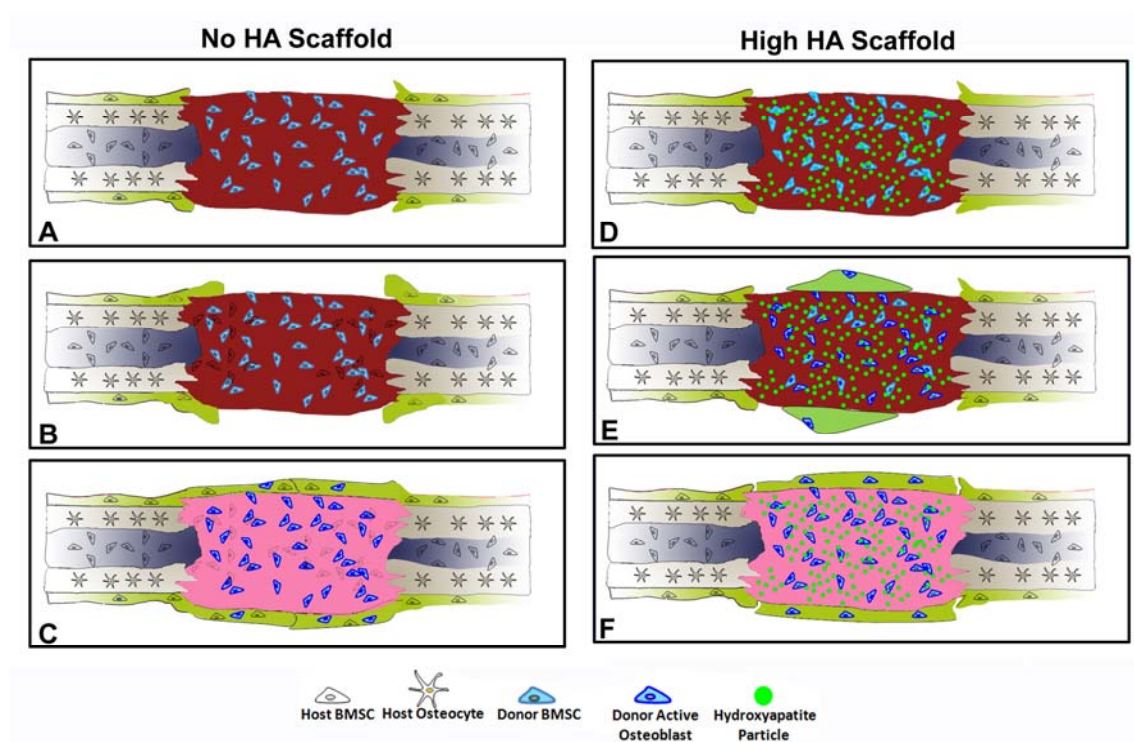 No HA Scaffold
High HA Scaffold
A
D
B
E
C
F
Host BMSC
Host Osteocyte
Donor BMSC
Donor Active
Osteoblast
Hydroxyapatite
Particle